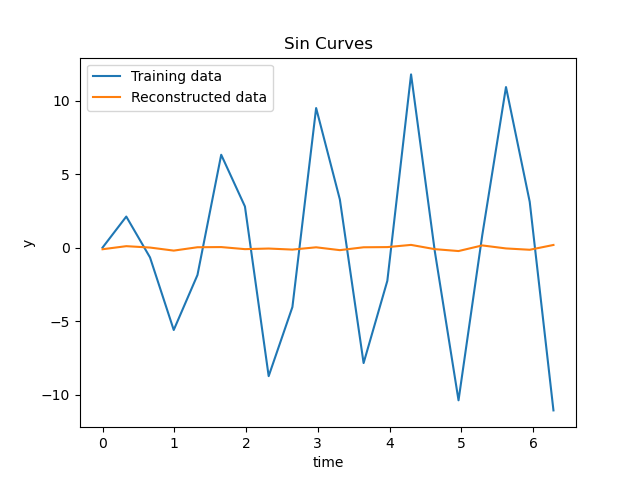 Sin Curves
Training data
Reconstructed data
10
5
0
−5
−10
y
0 1 2 3 4 5 6
time